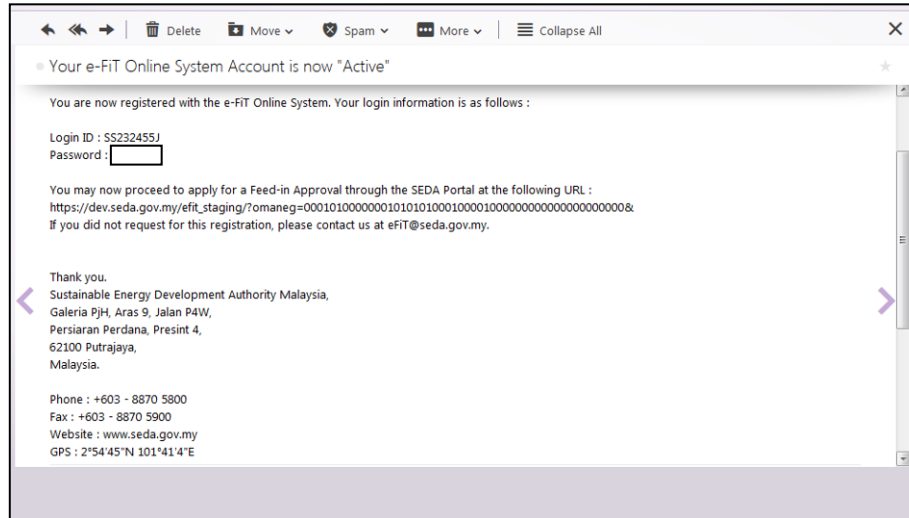 Delete Move Spam More Collapse All
Your e-FiT Online System Account is now "Active"
You are now registered with the e-FiT Online System. Your login information is as follows :
Login ID : SS232455J
Password :
You may now proceed to apply for a Feed-in Approval through the SEDA Portal at the following URL :
https://dev.seda.gov.my/efit_staging/?omaneg=0001010000000101010100010000100000000000000000000000&
If you did not request for this registration, please contact us at eFiT@seda.gov.my.
Thank you.
Sustainable Energy Development Authority Malaysia,
Galeria PjH, Aras 9, Jalan P4W,
Persiaran Perdana, Presint 4,
62100 Putrajaya,
Malaysia.
Phone : +603 - 8870 5800
Fax : +603 - 8870 5900
Website : www.seda.gov.my
GPS : 2°54'45"N 101°41'4"E